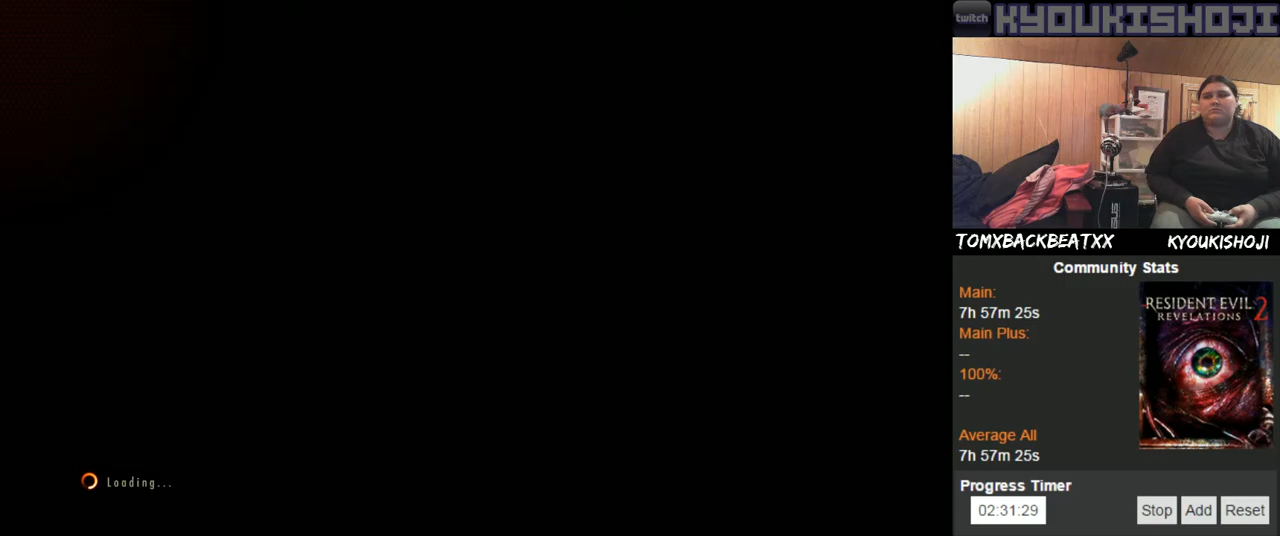 twitch KYOUKISHOJI
TOMXBACKBEATXX KYOUKISHOJI
Community Stats
Main:
7h 57m 25s
Main Plus:
--
100%:
--
Average All
7h 57m 25s
RESIDENT EVIL
REVELATIONS 2
Progress Timer
02:31:29 Stop Add Reset
Loading...